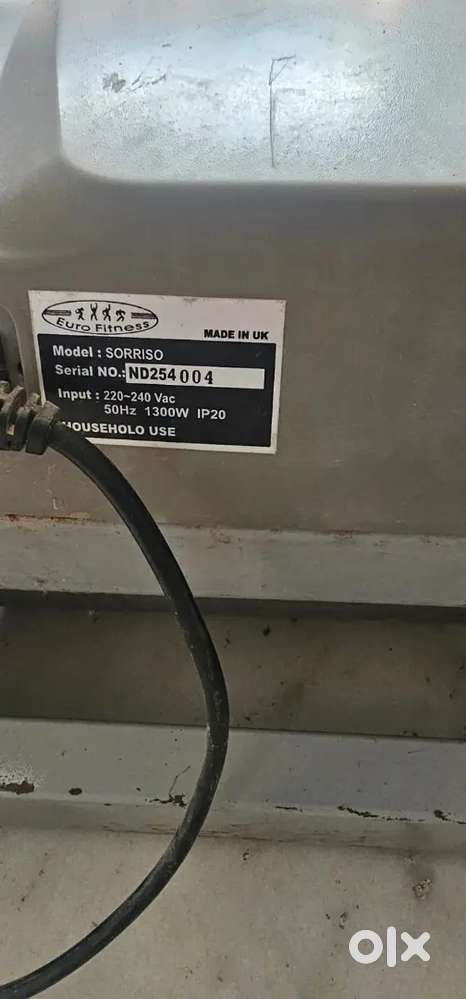 Euro Fitness
MADE IN UK
Model : SORRISO
Serial NO.: ND254004
Input : 220~240 Vac
50Hz 1300W IP20
HOUSEHOLO USE
olx